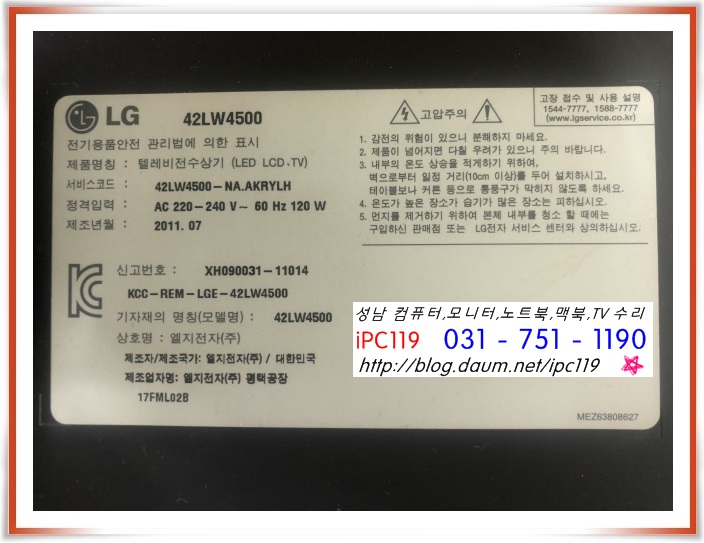 LG 42LW4500
전기용품안전 관리법에 의한 표시
제품명칭 : 텔레비전수상기 (LED LCD TV)
서비스코드 : 42LW4500-NA.AKRYLH
정격입력 : AC 220-240 V~ 60 Hz 120 W
제조년월 : 2011. 07
신고번호 : XH090031-11014
KCC-REM-LGE-42LW4500
기자재의 명칭(모델명) : 42LW4500
상호명 : 엘지전자(주)
제조자/제조국가: 엘지전자(주) / 대한민국
제조업자명: 엘지전자(주) 평택공장
17FML02B
고압주의
고장 접수 및 사용 설명
1544-7777, 1588-7777
(www.lgservice.co.kr)
1. 감전의 위험이 있으니 분해하지 마세요.
2. 제품이 넘어지면 다칠 우려가 있으니 주의 바랍니다.
3. 내부의 온도 상승을 적게하기 위하여,
벽으로부터 일정 거리(10cm 이상)를 두어 설치하시고,
테이블보나 커튼 등으로 통풍구가 막히지 않도록 하세요.
4. 온도가 높은 장소나 습기가 많은 장소는 피하십시오.
5. 먼지를 제거하기 위하여 본체 내부를 청소 할 때에는
구입하신 판매점 또는 LG전자 서비스 센터와 상의하십시오.
성남 컴퓨터,모니터,노트북,맥북,TV 수리
iPC119 031 - 751 - 1190
http://blog.daum.net/ipc119
MEZ63808627